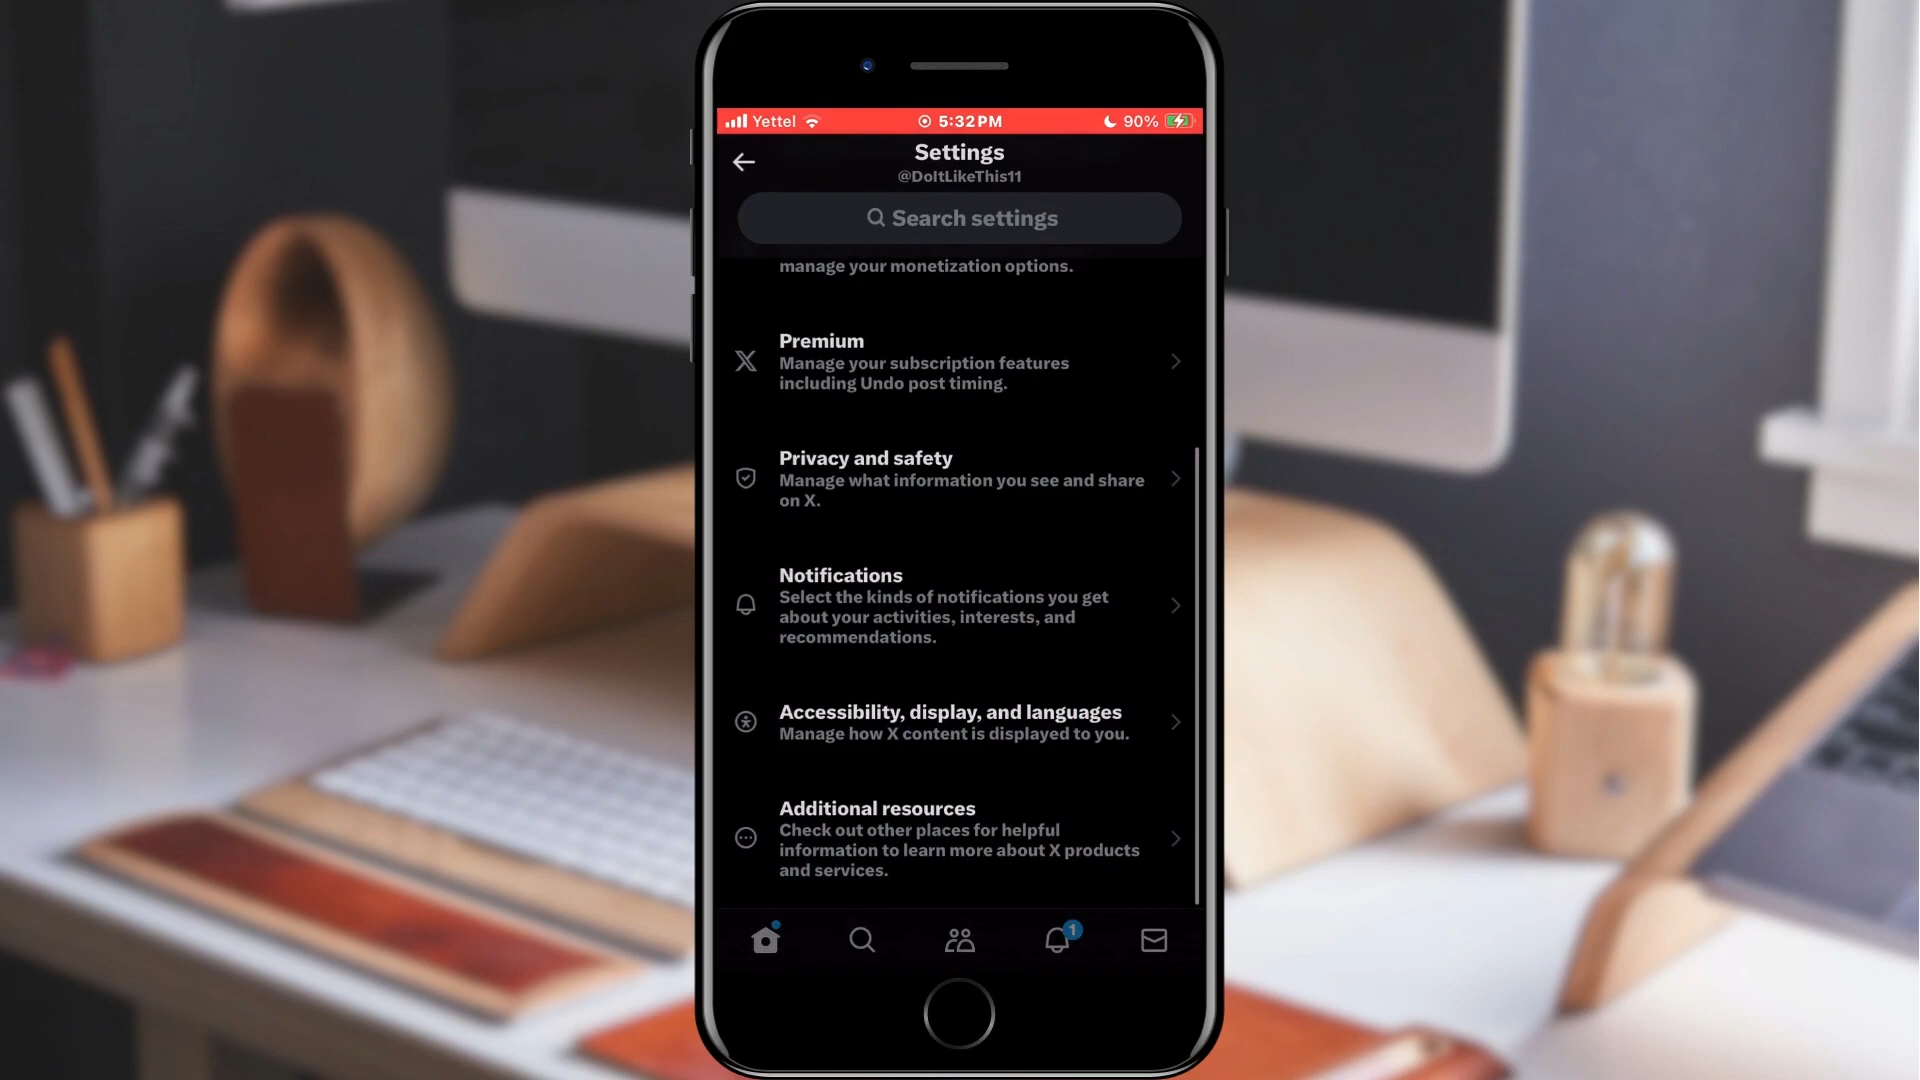 Yettel
5:32 PM
90%
Settings
@DoItLikeThis11
Search settings
manage your monetization options.
Premium
Manage your subscription features
including Undo post timing.
Privacy and safety
Manage what information you see and share
on X.
Notifications
Select the kinds of notifications you get
about your activities, interests, and
recommendations.
Accessibility, display, and languages
Manage how X content is displayed to you.
Additional resources
Check out other places for helpful
information to learn more about X products
and services.
1